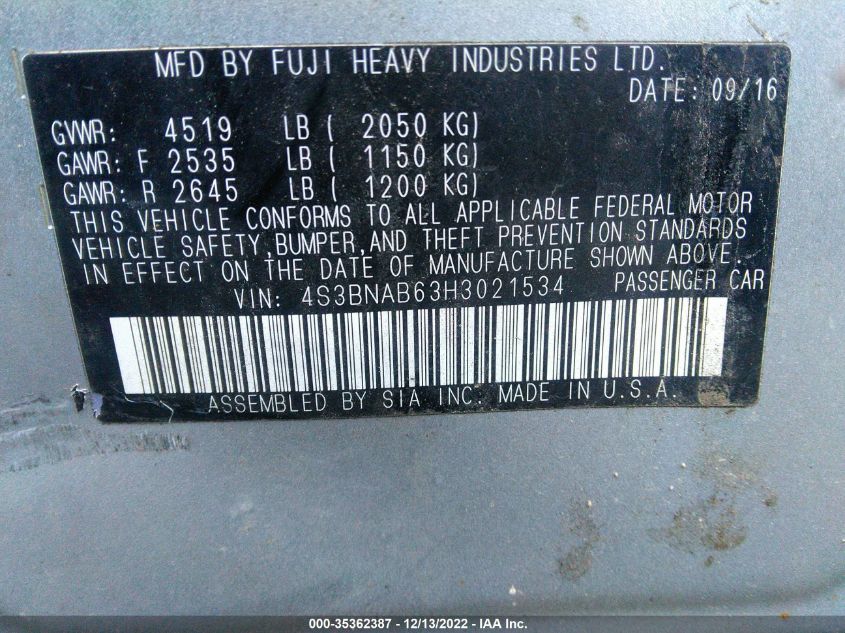 MFD BY FUJI HEAVY INDUSTRIES LTD.
DATE: 09/16
GVWR: 4519 LB ( 2050 KG)
GAWR: F 2535 LB ( 1150 KG)
GAWR: R 2645 LB ( 1200 KG)
THIS VEHICLE CONFORMS TO ALL APPLICABLE FEDERAL MOTOR
VEHICLE SAFETY,BUMPER,AND THEFT PREVENTION STANDARDS
IN EFFECT ON THE DATE OF MANUFACTURE SHOWN ABOVE.
VIN: 4S3BNAB63H3021534 PASSENGER CAR
ASSEMBLED BY SIA INC. MADE IN U.S.A.
000-35362387 - 12/13/2022 - IAA Inc.